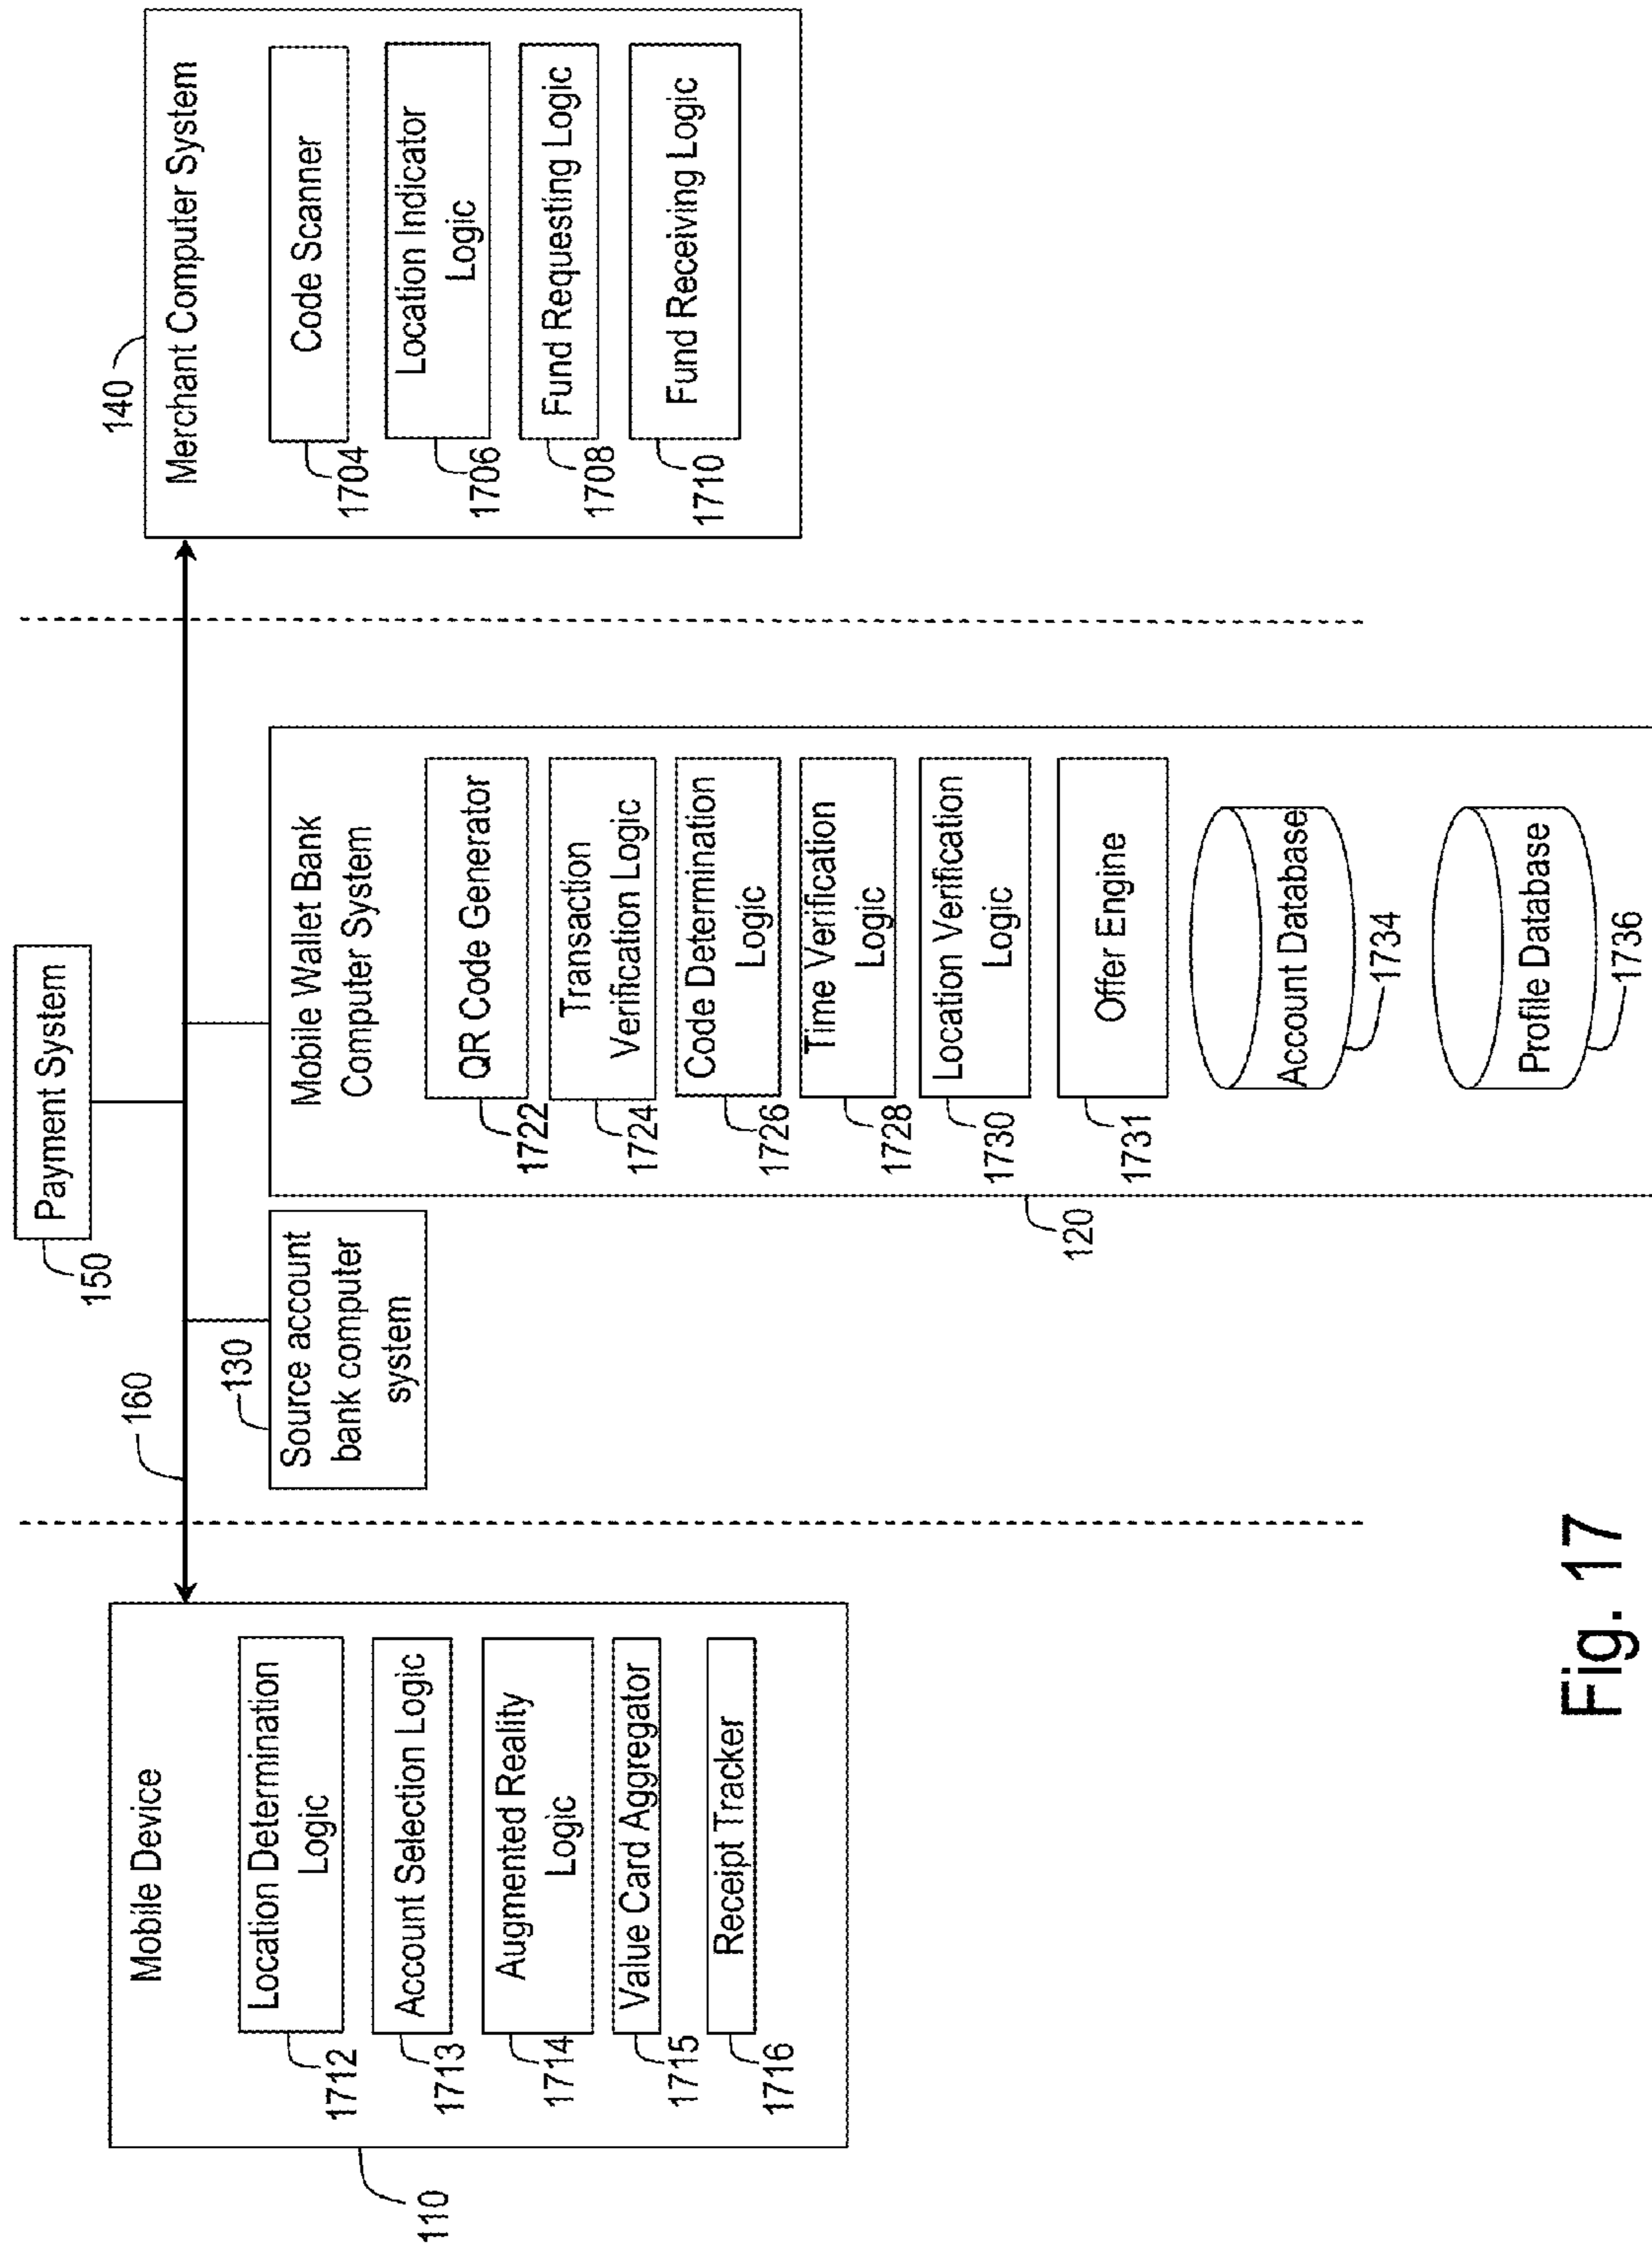 Payment System
150
160
140
Mobile Device
Location Determination
Logic
1712
Account Selection Logic
1713
Augmented Reality
Logic
1714
Value Card Aggregator
1715
Receipt Tracker
1716
110
130
Source account
bank computer
system
Mobile Wallet Bank
Computer System
QR Code Generator
1722
Transaction
Verification Logic
1724
Code Determination
Logic
1726
Time Verification
Logic
1728
Location Verification
Logic
1730
Offer Engine
1731
Account Database
1734
Profile Database
1736
120
Merchant Computer System
Code Scanner
1704
Location Indicator
Logic
1706
Fund Requesting Logic
1708
Fund Receiving Logic
1710
Fig. 17